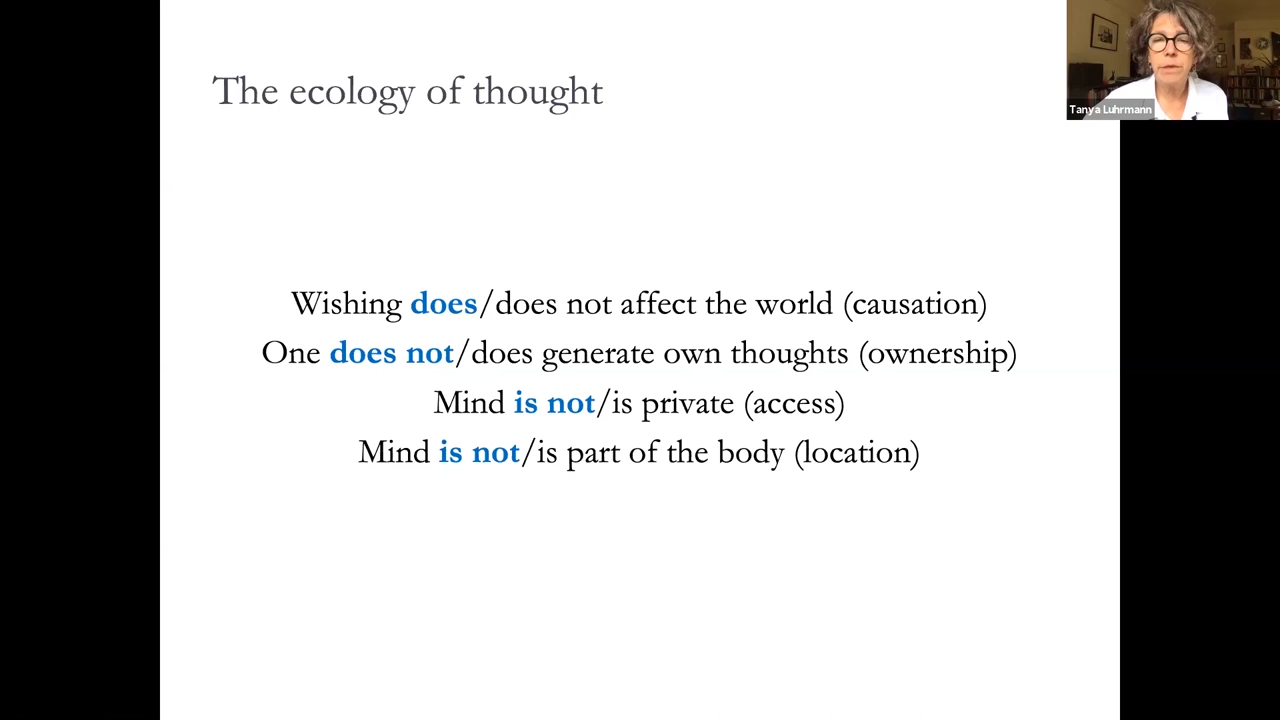 The ecology of thought
Tanya Luhrmann
Wishing does/does not affect the world (causation)
One does not/does generate own thoughts (ownership)
Mind is not/is private (access)
Mind is not/is part of the body (location)